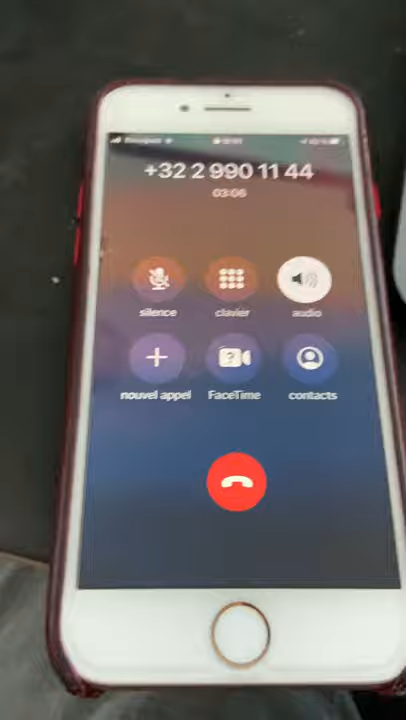 +32 2 990 11 44
03:06
silence
clavier
audio
nouvel appel
FaceTime
contacts